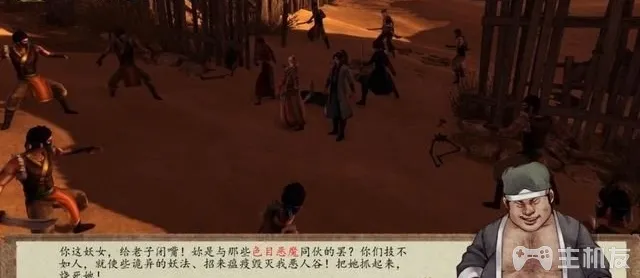 主机友
你这妖女，给老子闭嘴！妳是与那些色目恶魔同伙的罢？你们技不
如人，就使些诡异的妖法、招来瘟疫毁灭我恶人谷！把她抓起来，
烧死她！